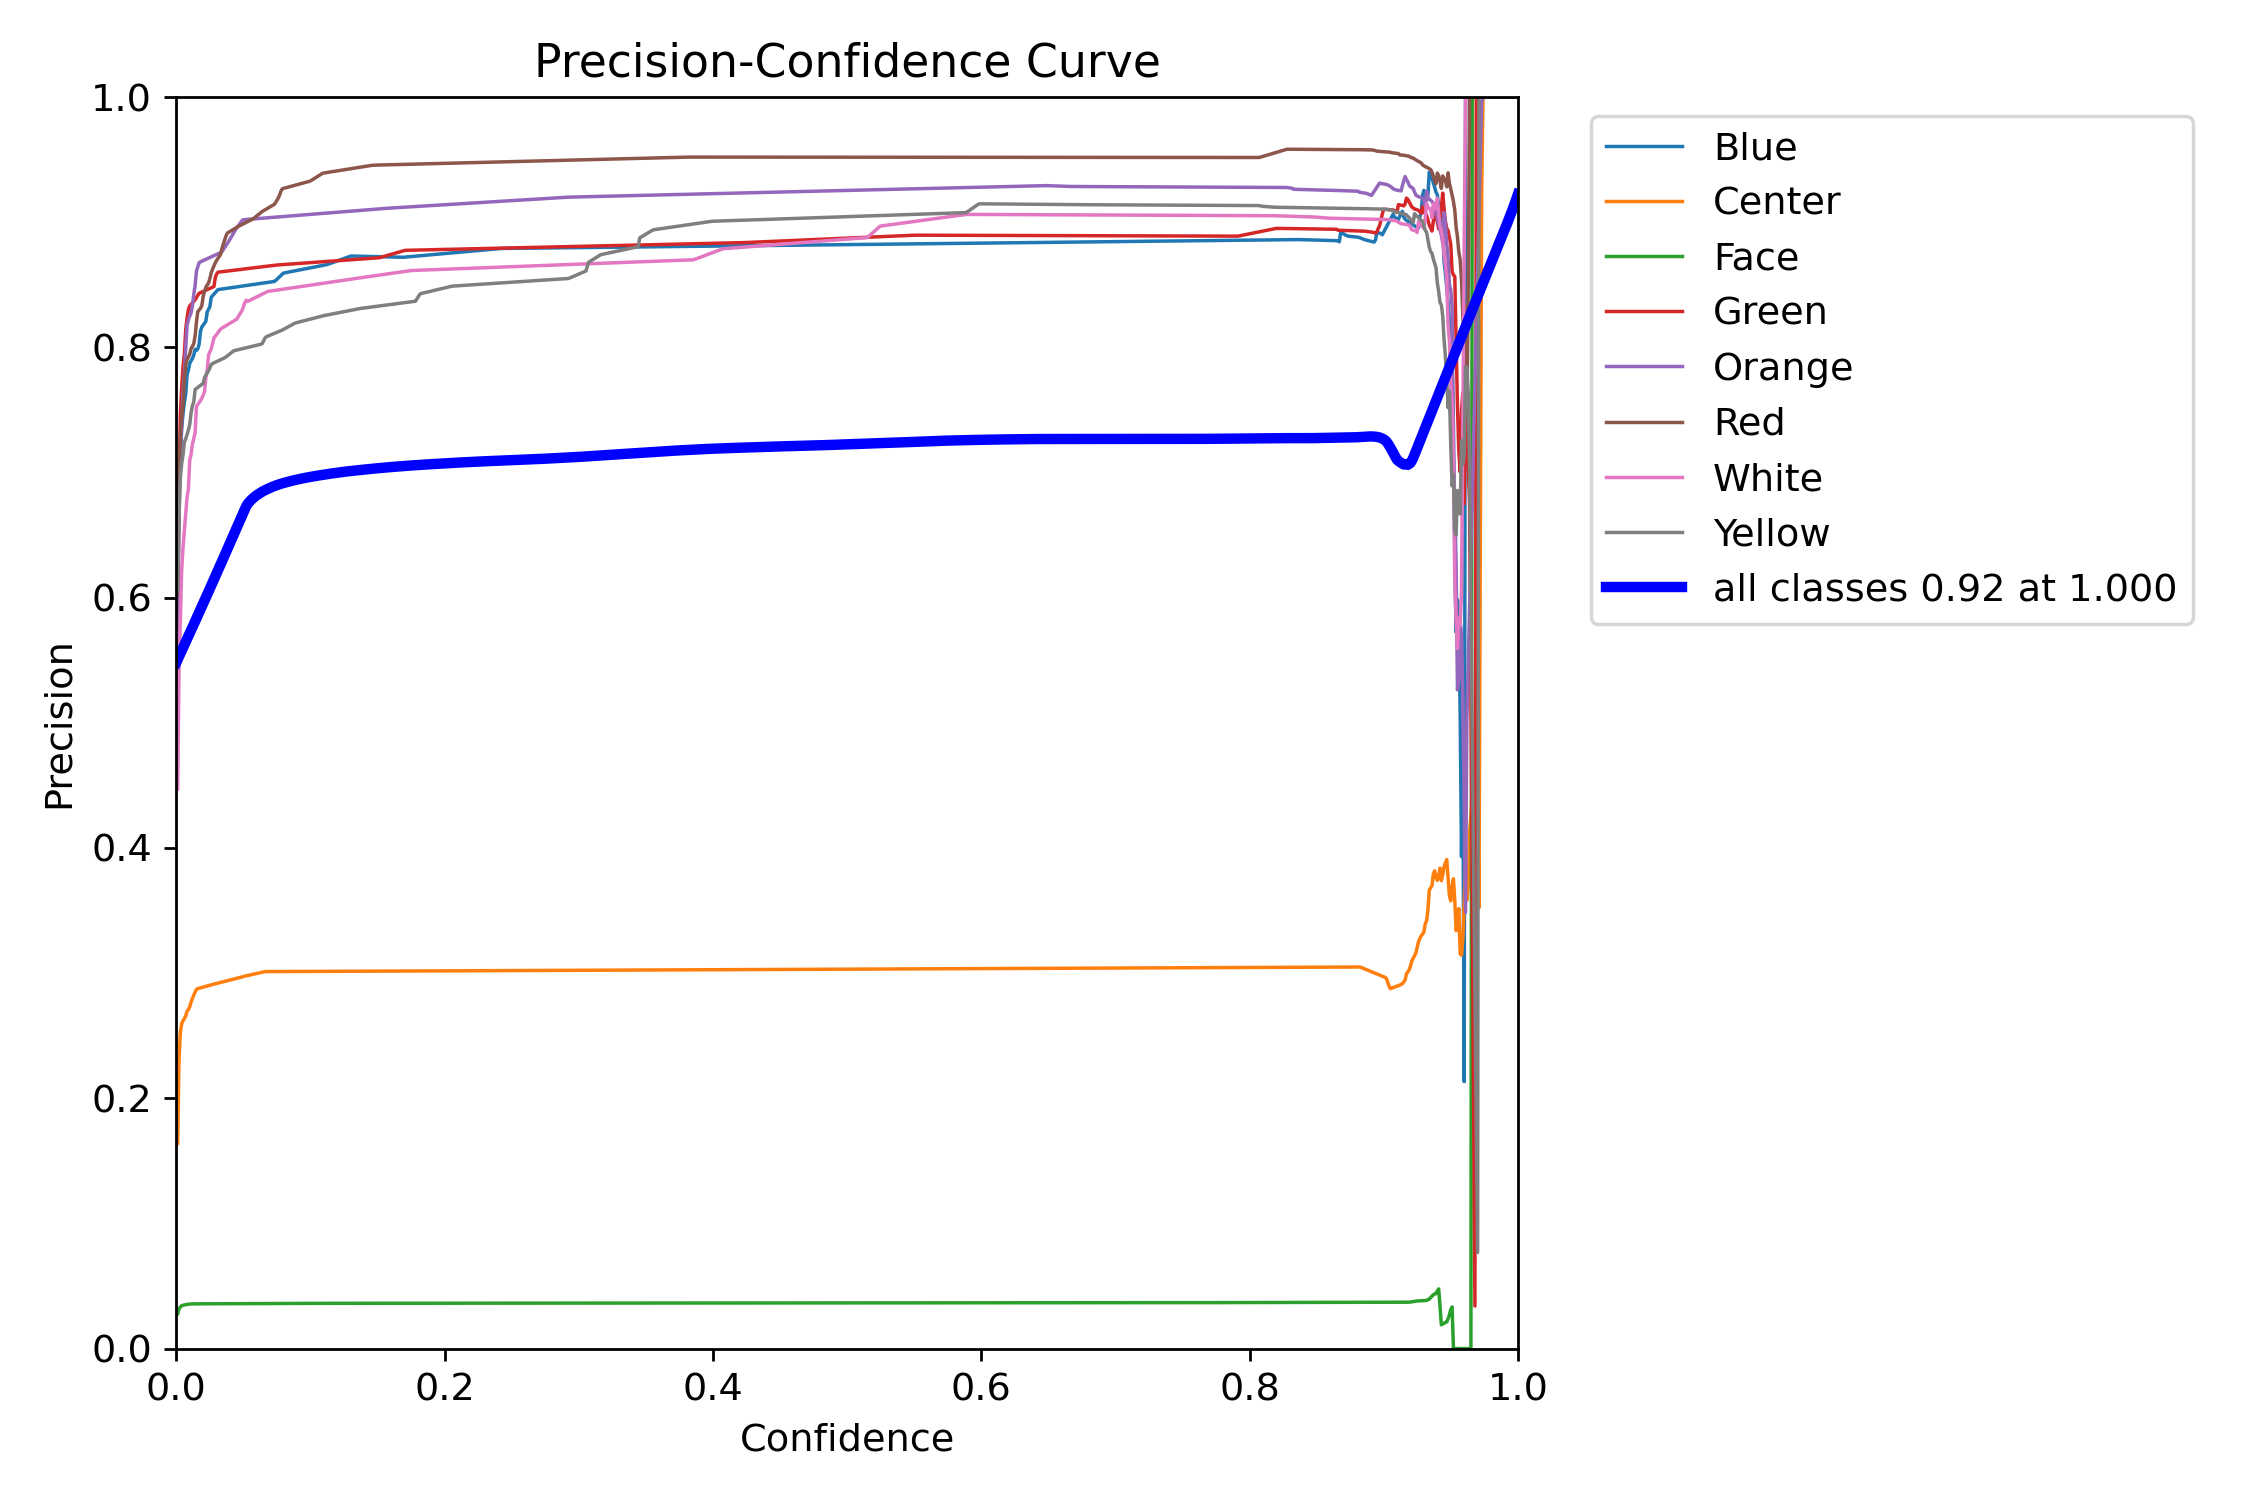 Precision-Confidence Curve
1.0
0.8
0.6
0.4
0.2
0.0
Precision
0.0 0.2 0.4 0.6 0.8 1.0
Confidence
Blue
Center
Face
Green
Orange
Red
White
Yellow
all classes 0.92 at 1.000